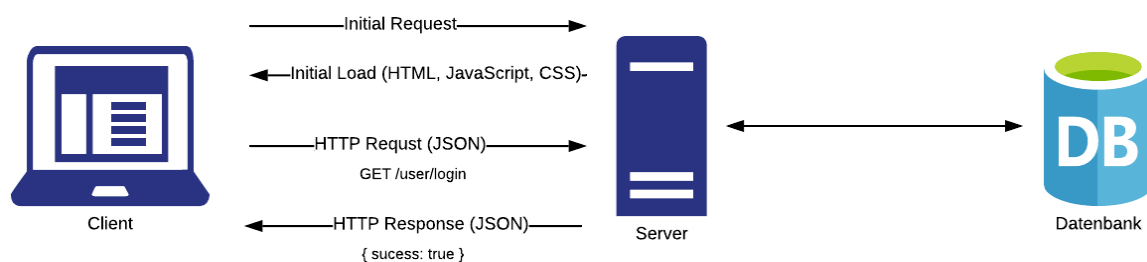 Initial Request
Initial Load (HTML, JavaScript, CSS)
HTTP Requst (JSON)
GET /user/login
HTTP Response (JSON)
{ sucess: true }
Client
Server
DB
Datenbank